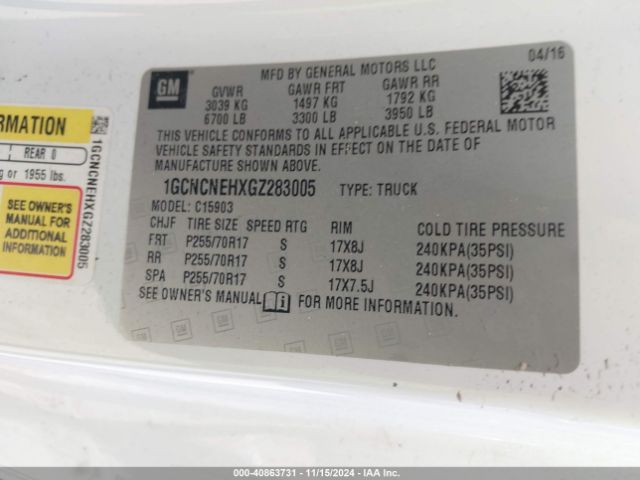 GM
MFD BY GENERAL MOTORS LLC
04/16
GVWR GAWR FRT GAWR RR
3039 KG 1497 KG 1792 KG
6700 LB 3300 LB 3950 LB
THIS VEHICLE CONFORMS TO ALL APPLICABLE U.S. FEDERAL MOTOR
VEHICLE SAFETY STANDARDS IN EFFECT ON THE DATE OF
MANUFACTURE SHOWN ABOVE.
1GCNCNEHXGZ283005 TYPE: TRUCK
MODEL: C15903
CHJF TIRE SIZE SPEED RTG RIM COLD TIRE PRESSURE
FRT P255/70R17 S 17X8J 240KPA(35PSI)
RR P255/70R17 S 17X8J 240KPA(35PSI)
SPA P255/70R17 S 17X7.5J 240KPA(35PSI)
SEE OWNER'S MANUAL FOR MORE INFORMATION.
REAR 0
or 1955 lbs.
SEE OWNER'S
MANUAL FOR
ADDITIONAL
INFORMATION
1GCNCNEHXGZ283005
000-40863731 - 11/15/2024 - IAA, Inc.